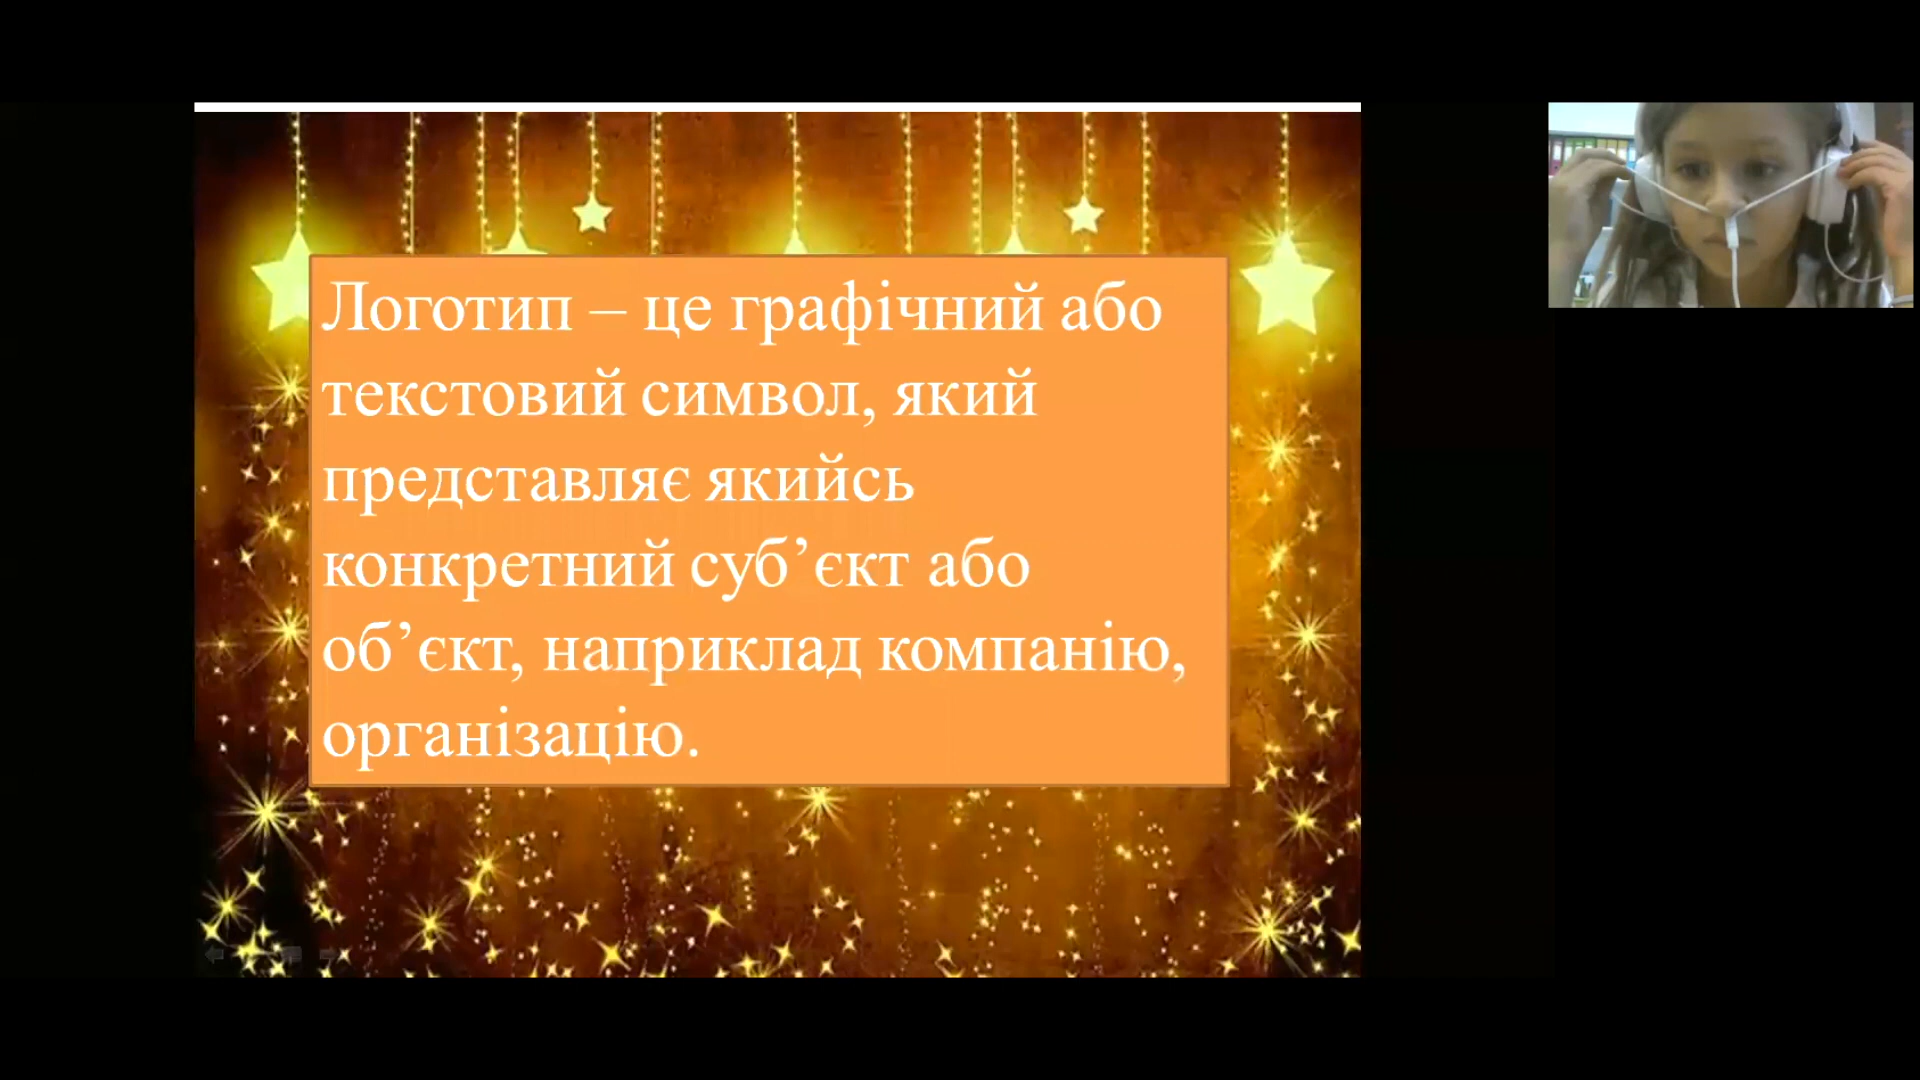 Логотип – це графічний або
текстовий символ, який
представляє якийсь
конкретний суб’єкт або
об’єкт, наприклад компанію,
організацію.